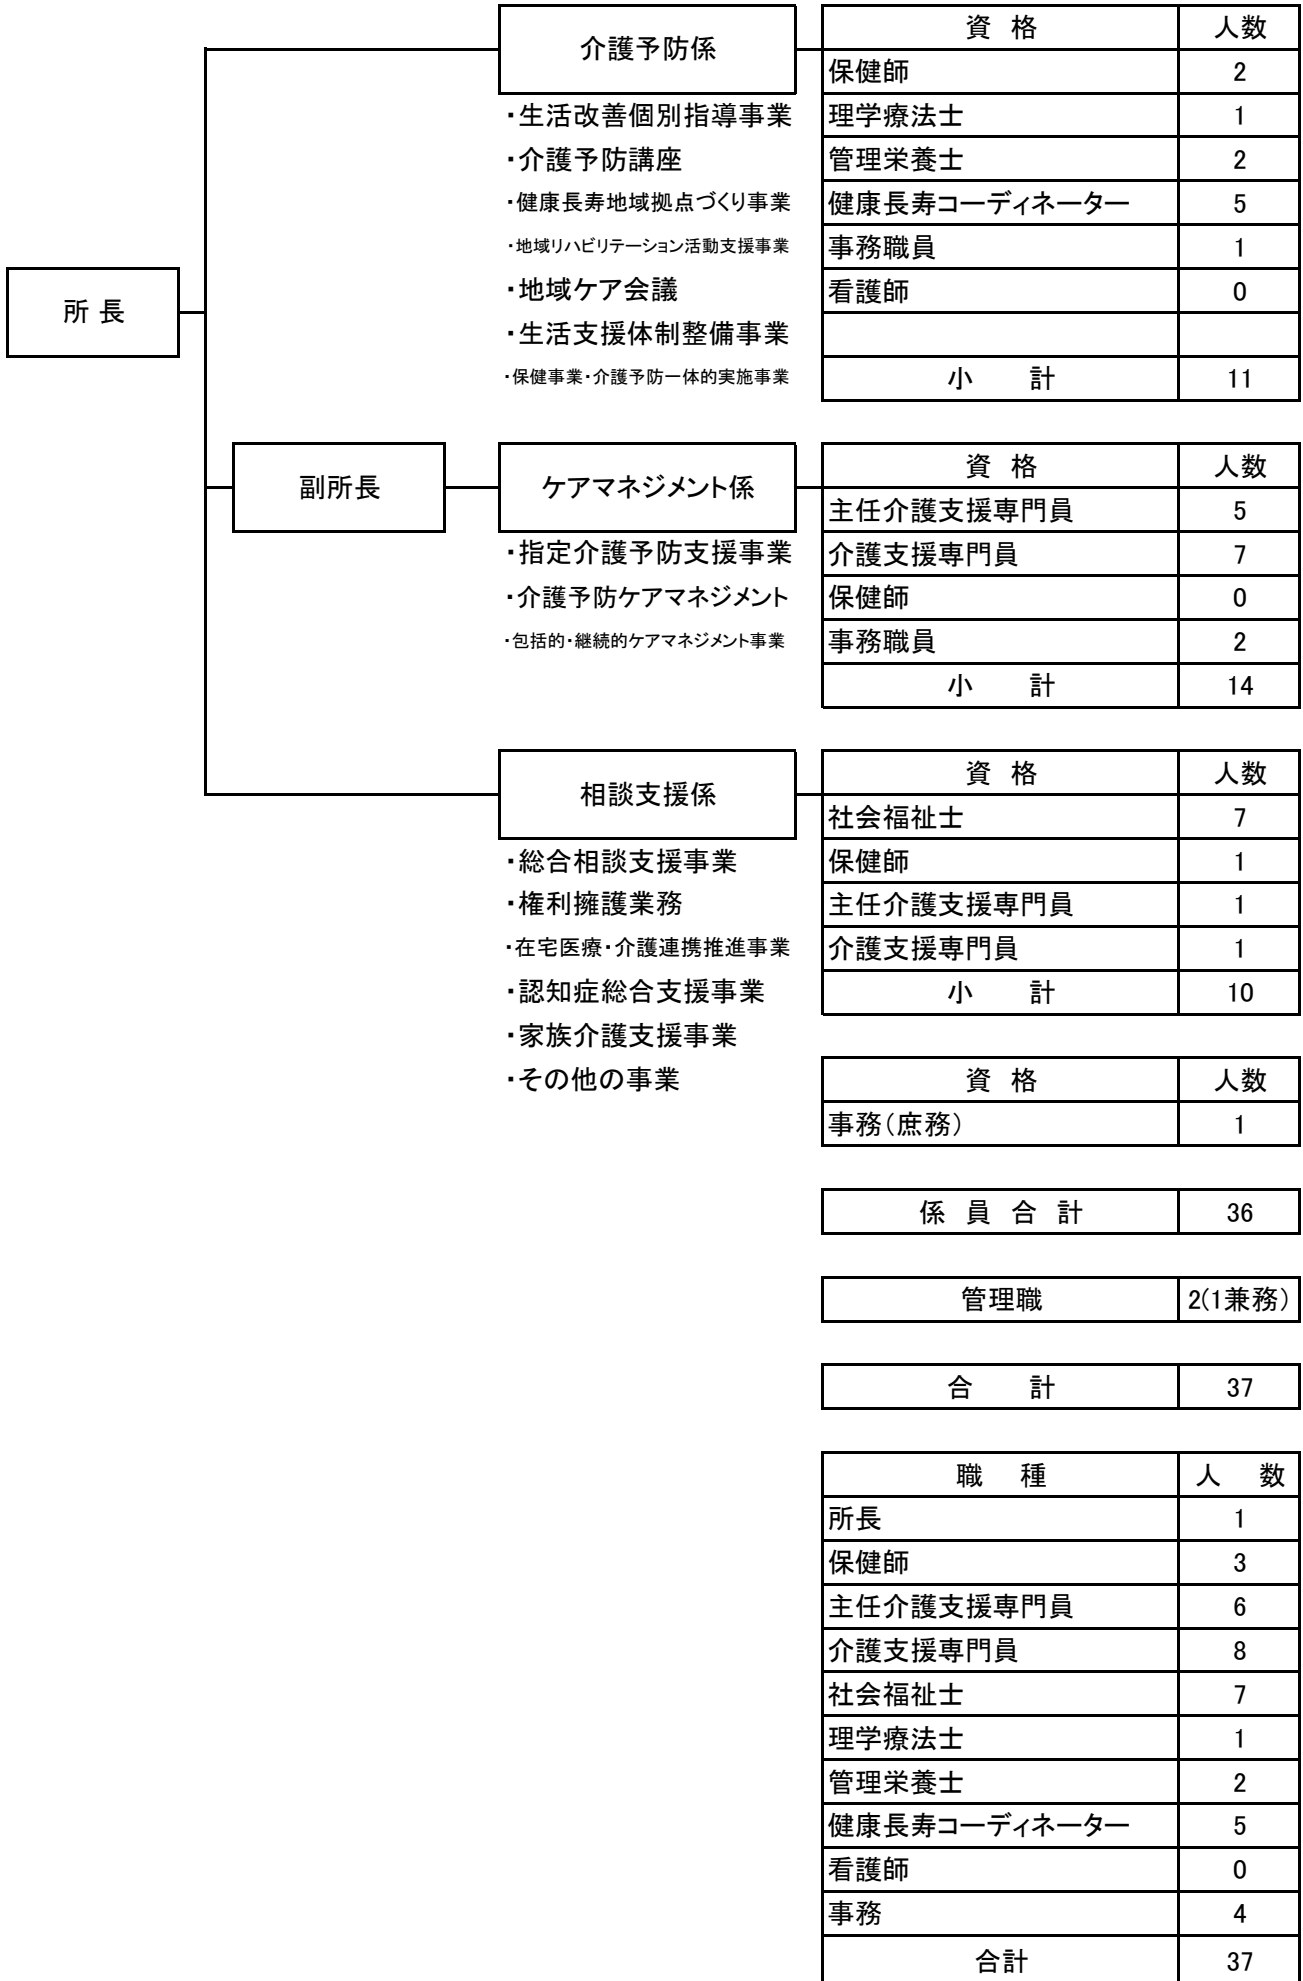 所 長
副所長
介護予防係
・生活改善個別指導事業
・介護予防講座
・健康長寿地域拠点づくり事業
・地域リハビリテーション活動支援事業
・地域ケア会議
・生活支援体制整備事業
・保健事業・介護予防一体的実施事業
資 格 人数
保健師 2
理学療法士 1
管理栄養士 2
健康長寿コーディネーター 5
事務職員 1
看護師 0
小 計 11
ケアマネジメント係
・指定介護予防支援事業
・介護予防ケアマネジメント
・包括的・継続的ケアマネジメント事業
資 格 人数
主任介護支援専門員 5
介護支援専門員 7
保健師 0
事務職員 2
小 計 14
相談支援係
・総合相談支援事業
・権利擁護業務
・在宅医療・介護連携推進事業
・認知症総合支援事業
・家族介護支援事業
・その他の事業
資 格 人数
社会福祉士 7
保健師 1
主任介護支援専門員 1
介護支援専門員 1
小 計 10
資 格 人数
事務(庶務) 1
係 員 合 計 36
管理職 2(1兼務)
合 計 37
職 種 人 数
所長 1
保健師 3
主任介護支援専門員 6
介護支援専門員 8
社会福祉士 7
理学療法士 1
管理栄養士 2
健康長寿コーディネーター 5
看護師 0
事務 4
合計 37